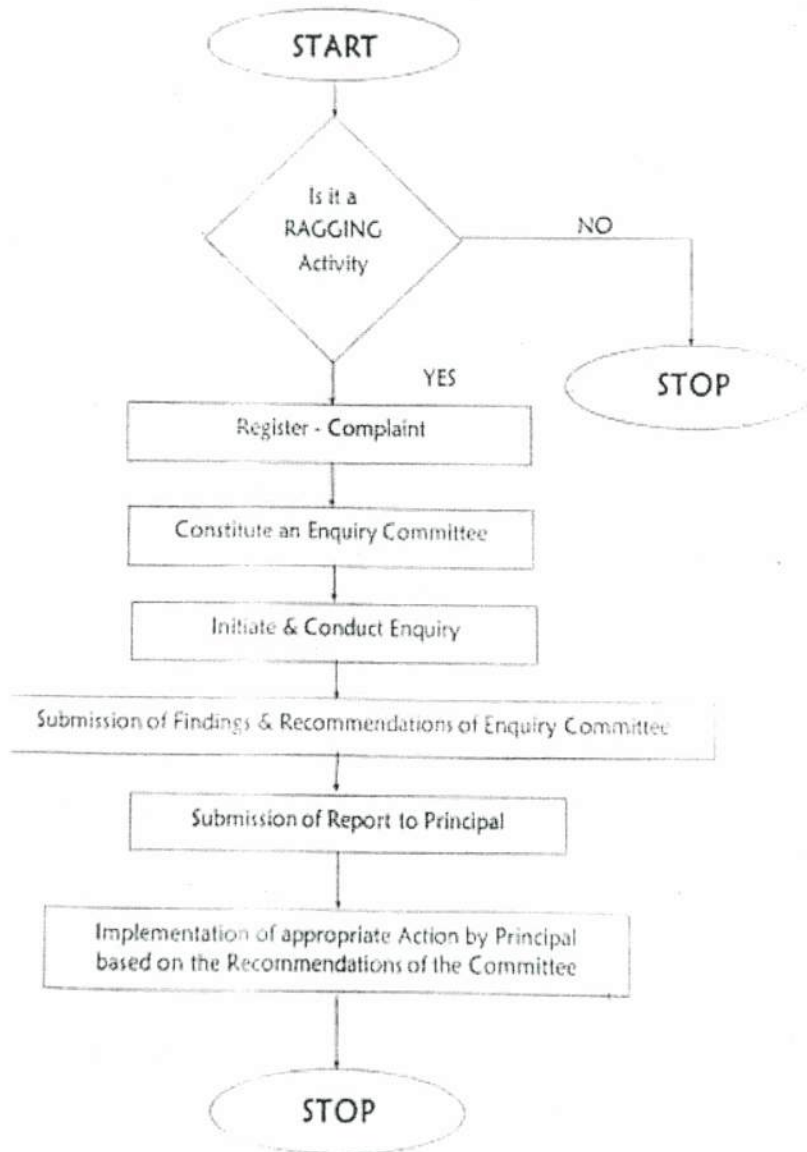 START
Is it a
RAGGING
Activity
NO
YES
STOP
Register - Complaint
Constitute an Enquiry Committee
Initiate & Conduct Enquiry
Submission of Findings & Recommendations of Enquiry Committee
Submission of Report to Principal
Implementation of appropriate Action by Principal
based on the Recommendations of the Committee
STOP